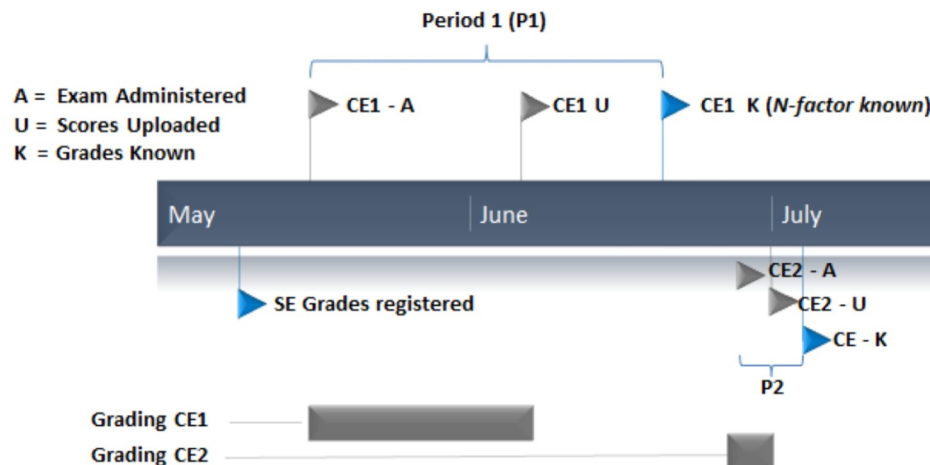 Period 1 (P1)
A = Exam Administered
U = Scores Uploaded
K = Grades Known
CE1 - A
CE1 U
CE1 K (N-factor known)
May
June
July
CE2 - A
SE Grades registered
CE2 - U
CE - K
P2
Grading CE1
Grading CE2